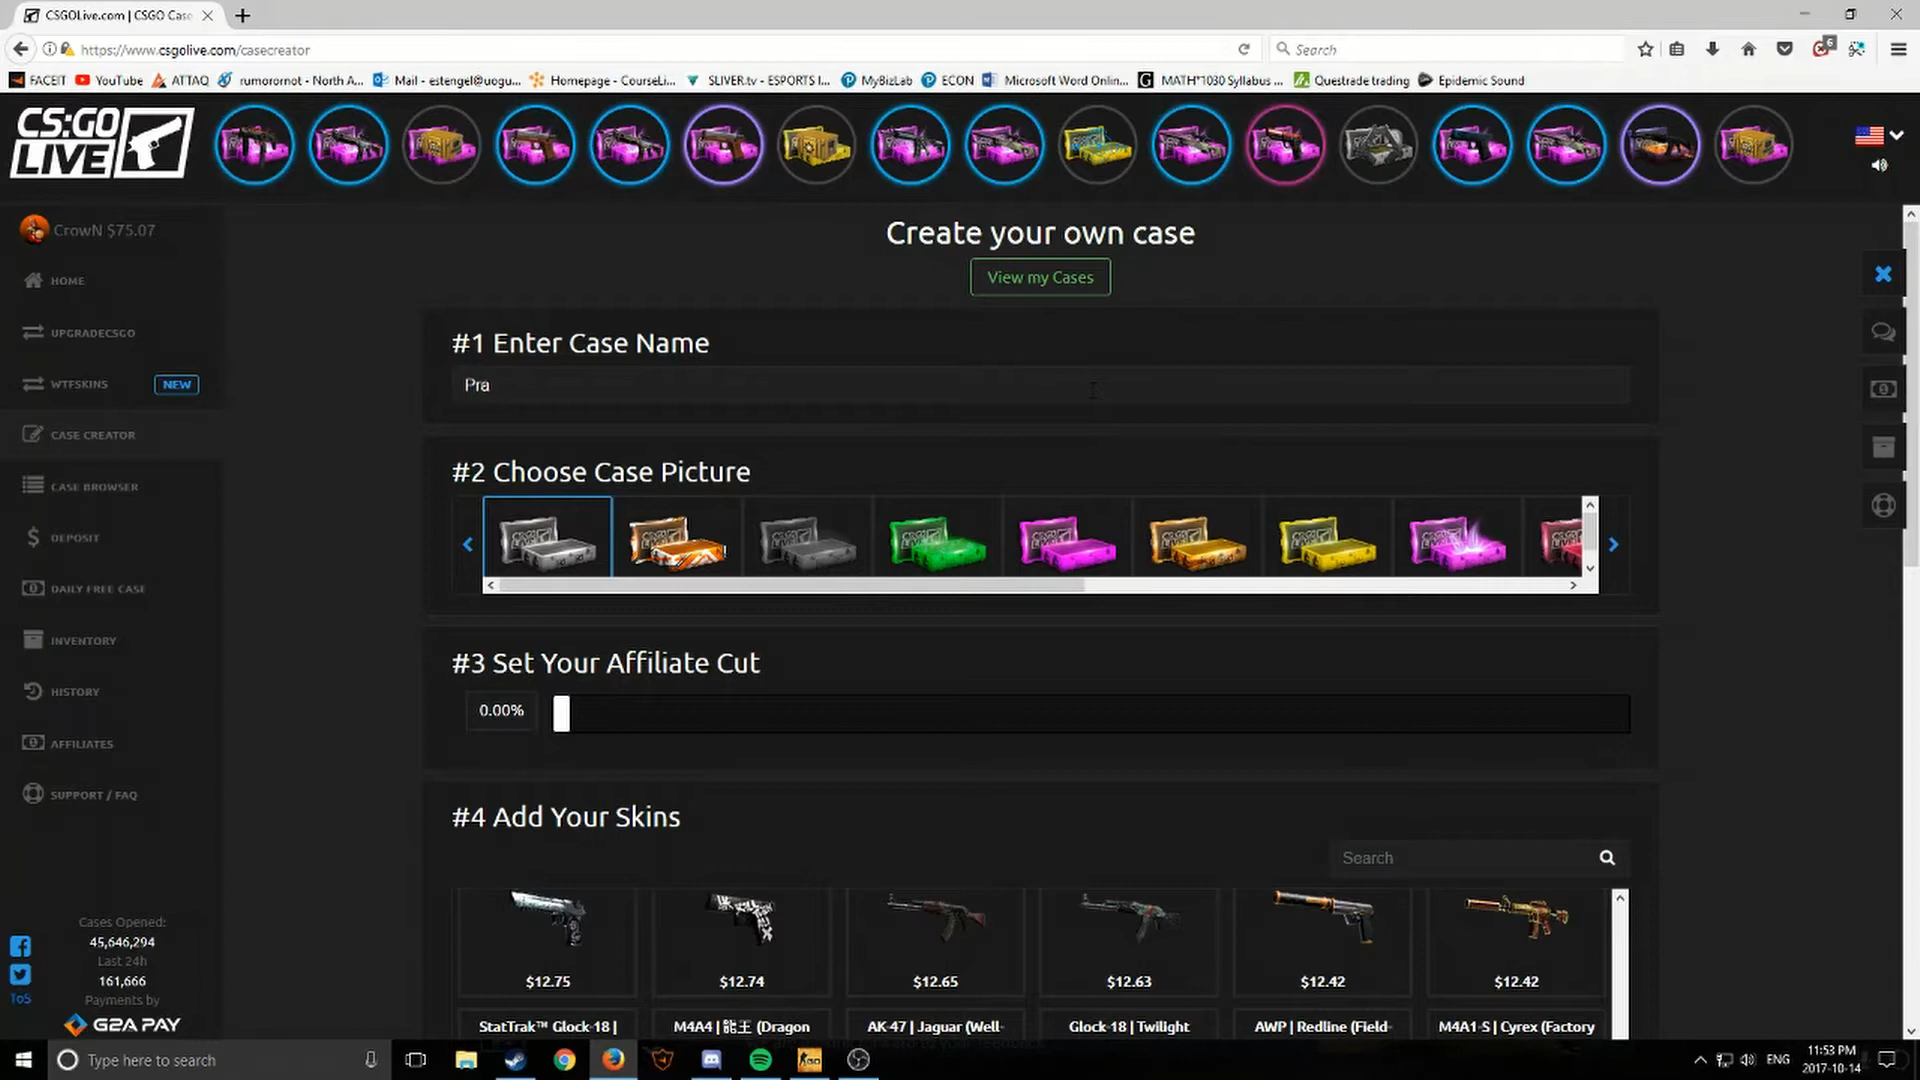 CSGOLive.com | CSGO Case
https://www.csgolive.com/casecreator
Search
6
FACEIT
YouTube
ATTAQ
rumorornot - North A...
Mail - estengel@uogu...
Homepage - CourseLi...
SLIVER.tv - ESPORTS I...
MyBizLab
ECON
Microsoft Word Onlin...
MATH*1030 Syllabus ...
Questrade trading
Epidemic Sound
CS:GO
LIVE
CrowN $75.07
HOME
UPGRADECSGO
WTFSKINS
NEW
CASE CREATOR
CASE BROWSER
DEPOSIT
DAILY FREE CASE
INVENTORY
HISTORY
AFFILIATES
SUPPORT / FAQ
Cases Opened:
45,646,294
Last 24h
161,666
Payments by
G2A PAY
ToS
Create your own case
View my Cases
#1 Enter Case Name
Pra
#2 Choose Case Picture
#3 Set Your Affiliate Cut
0.00%
#4 Add Your Skins
Search
$12.75
$12.74
$12.65
$12.63
$12.42
$12.42
StatTrak™ Glock-18 |
M4A4 | 龍王 (Dragon
AK-47 | Jaguar (Well-
Glock-18 | Twilight
AWP | Redline (Field-
M4A1-S | Cyrex (Factory
Type here to search
ENG
11:53 PM
2017-10-14